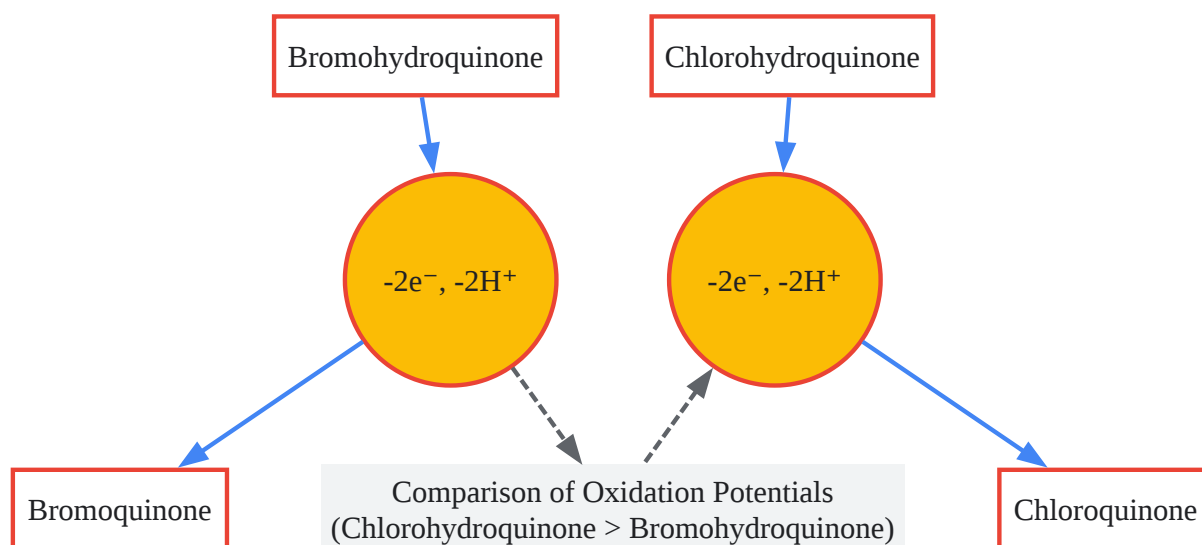 Bromohydroquinone
Chlorohydroquinone
-2e⁻, -2H⁺
-2e⁻, -2H⁺
Bromoquinone
Comparison of Oxidation Potentials
(Chlorohydroquinone > Bromohydroquinone)
Chloroquinone